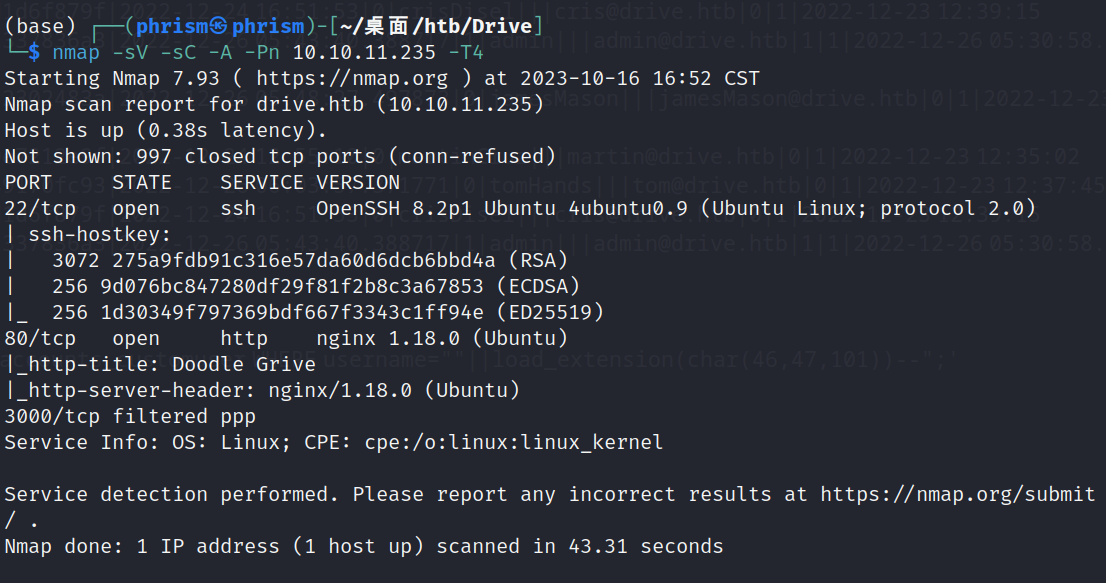 (base) ┌──(phrism㉿phrism)-[~/桌面/htb/Drive]
└─$ nmap -sV -sC -A -Pn 10.10.11.235 -T4
Starting Nmap 7.93 ( https://nmap.org ) at 2023-10-16 16:52 CST
Nmap scan report for drive.htb (10.10.11.235)
Host is up (0.38s latency).
Not shown: 997 closed tcp ports (conn-refused)
PORT     STATE    SERVICE VERSION
22/tcp   open     ssh     OpenSSH 8.2p1 Ubuntu 4ubuntu0.9 (Ubuntu Linux; protocol 2.0)
| ssh-hostkey:
|   3072 275a9fdb91c316e57da60d6dcb6bbd4a (RSA)
|   256 9d076bc847280df29f81f2b8c3a67853 (ECDSA)
|_  256 1d30349f797369bdf667f3343c1ff94e (ED25519)
80/tcp   open     http    nginx 1.18.0 (Ubuntu)
|_http-title: Doodle Grive
|_http-server-header: nginx/1.18.0 (Ubuntu)
3000/tcp filtered ppp
Service Info: OS: Linux; CPE: cpe:/o:linux:linux_kernel

Service detection performed. Please report any incorrect results at https://nmap.org/submit
/ .
Nmap done: 1 IP address (1 host up) scanned in 43.31 seconds